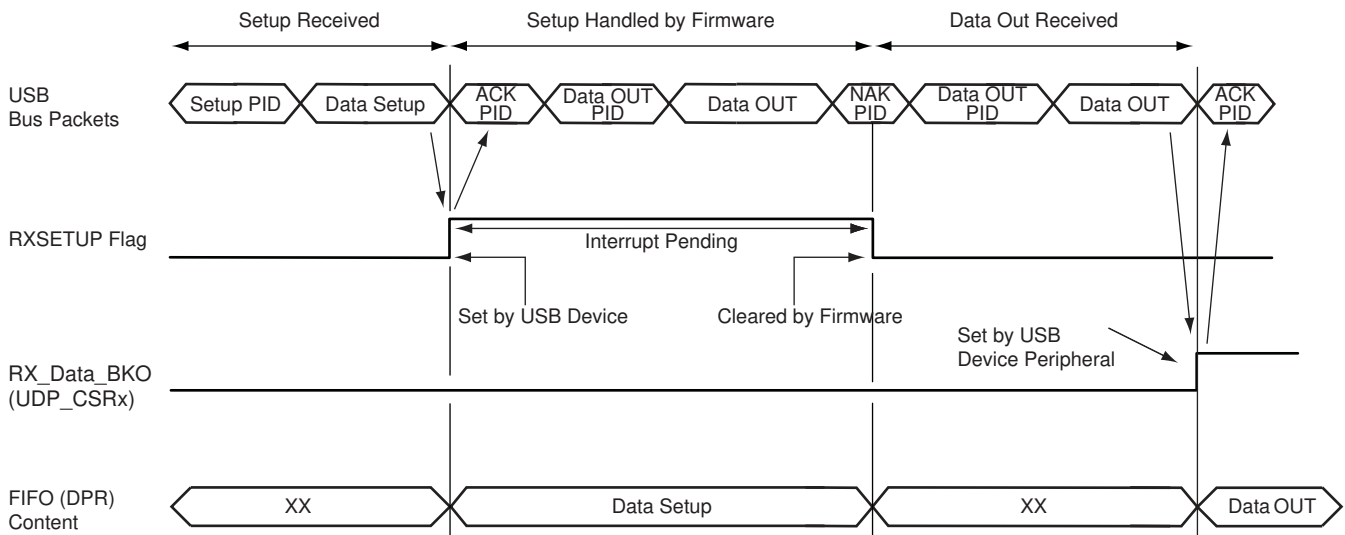 Setup Received
Setup Handled by Firmware
Data Out Received
USB
Bus Packets
Setup PID
Data Setup
ACK
PID
Data OUT
PID
Data OUT
NAK
PID
Data OUT
PID
Data OUT
ACK
PID
RXSETUP Flag
Interrupt Pending
Set by USB Device
Cleared by Firmware
Set by USB
Device Peripheral
RX_Data_BKO
(UDP_CSRx)
FIFO (DPR)
Content
XX
Data Setup
XX
Data OUT